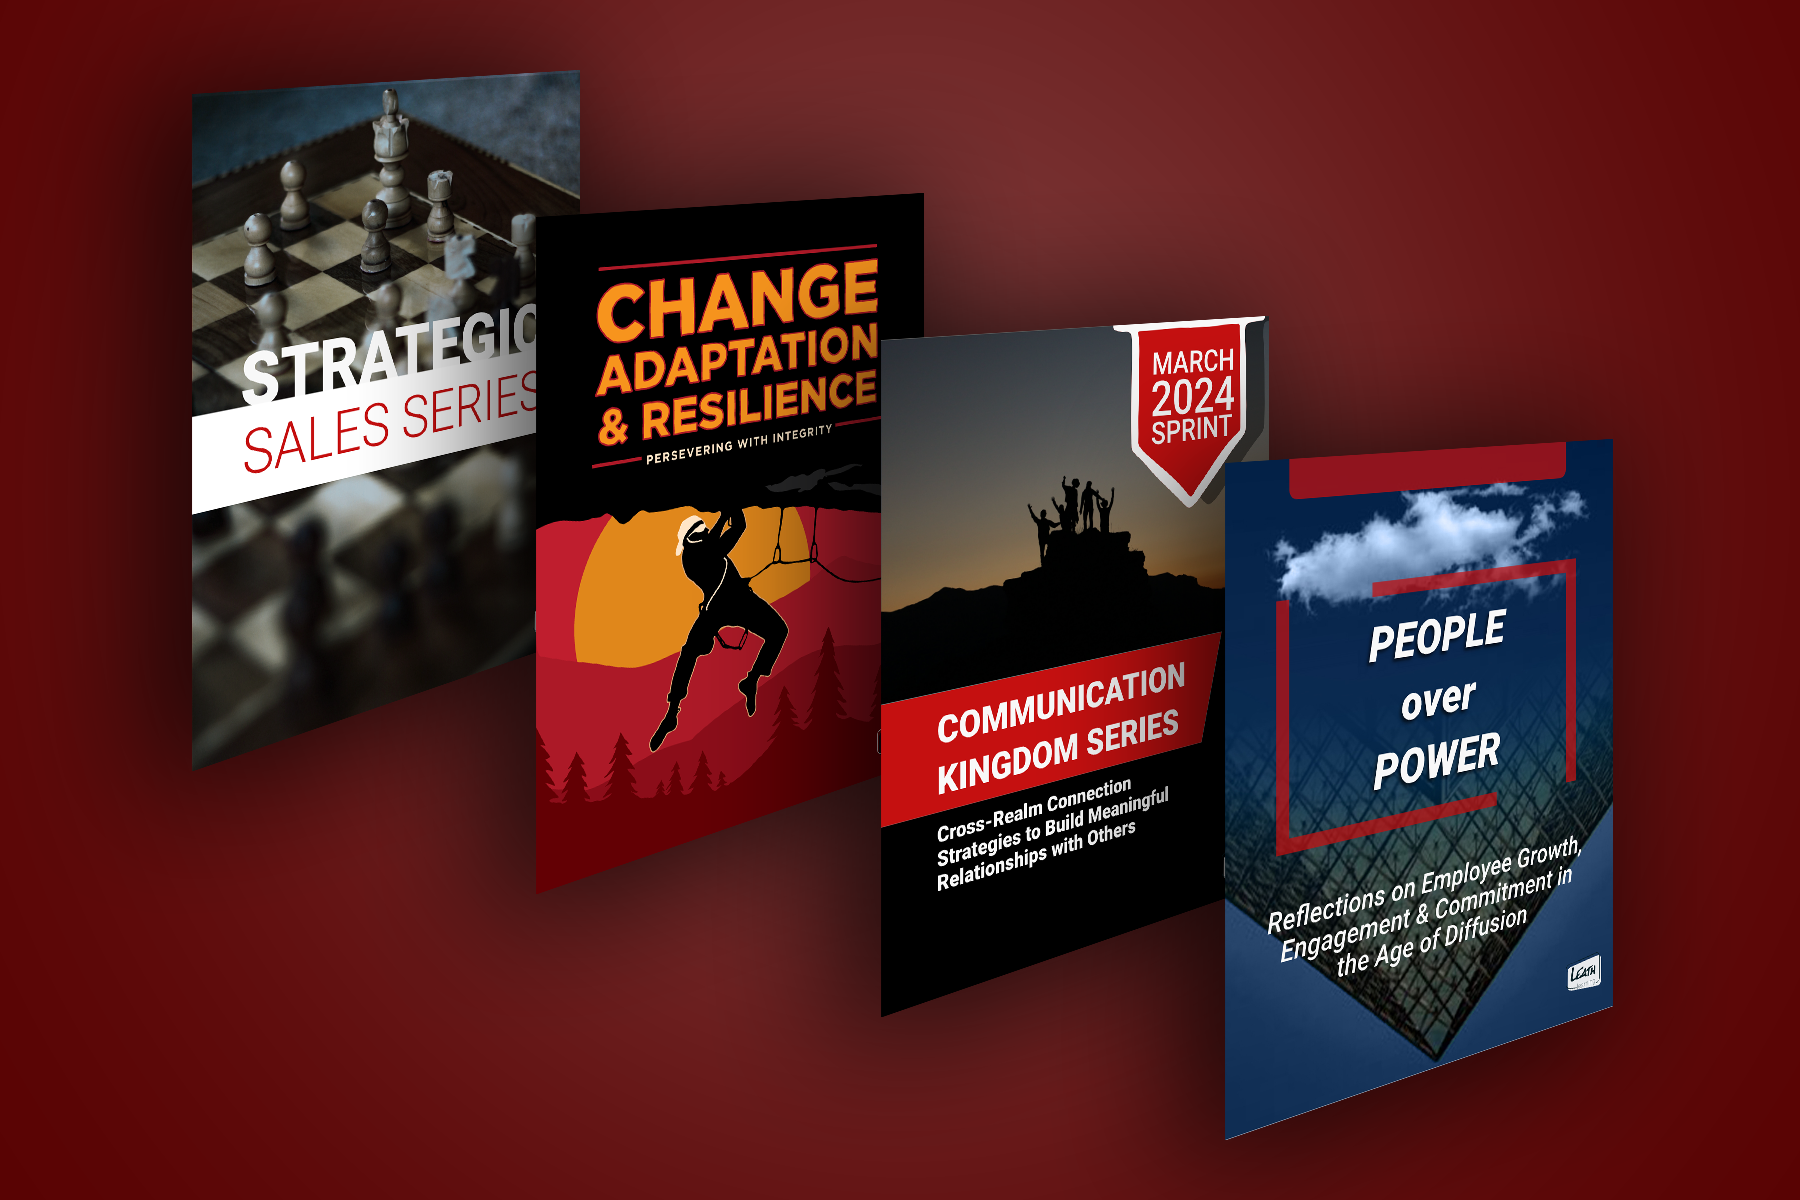 STRATEGIC
SALES SERIES
CHANGE
ADAPTATION
& RESILIENCE
PERSEVERING WITH INTEGRITY
MARCH
2024
SPRINT
COMMUNICATION
KINGDOM SERIES
Cross-Realm Connection
Strategies to Build Meaningful
Relationships with Others
PEOPLE
over
POWER
Reflections on Employee Growth,
Engagement & Commitment in
the Age of Diffusion
LEATH